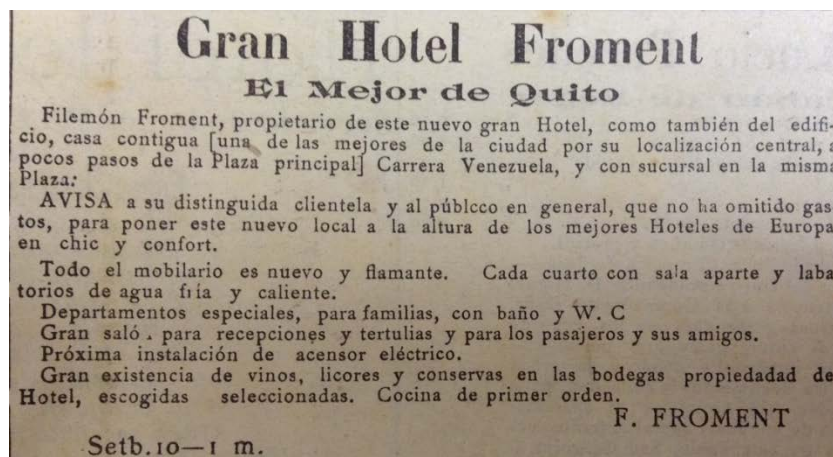 Gran Hotel Froment
El Mejor de Quito
Filemón Froment, propietario de este nuevo gran Hotel, como también del edifi-
cio, casa contigua [una de las mejores de la ciudad por su localización central, a
pocos pasos de la Plaza principal] Carrera Venezuela, y con sucursal en la misma
Plaza:
AVISA a su distinguida clientela y al públcco en general, que no ha omitido gas-
tos, para poner este nuevo local a la altura de los mejores Hoteles de Europa
en chic y confort.
Todo el mobilario es nuevo y flamante. Cada cuarto con sala aparte y laba
torios de agua fría y caliente.
Departamentos especiales, para familias, con baño y W. C
Gran saló . para recepciones y tertulias y para los pasajeros y sus amigos.
Próxima instalación de acensor eléctrico.
Gran existencia de vinos, licores y conservas en las bodegas propiedadad de
Hotel, escogidas seleccionadas. Cocina de primer orden.
F. FROMENT
Setb.10—1 m.